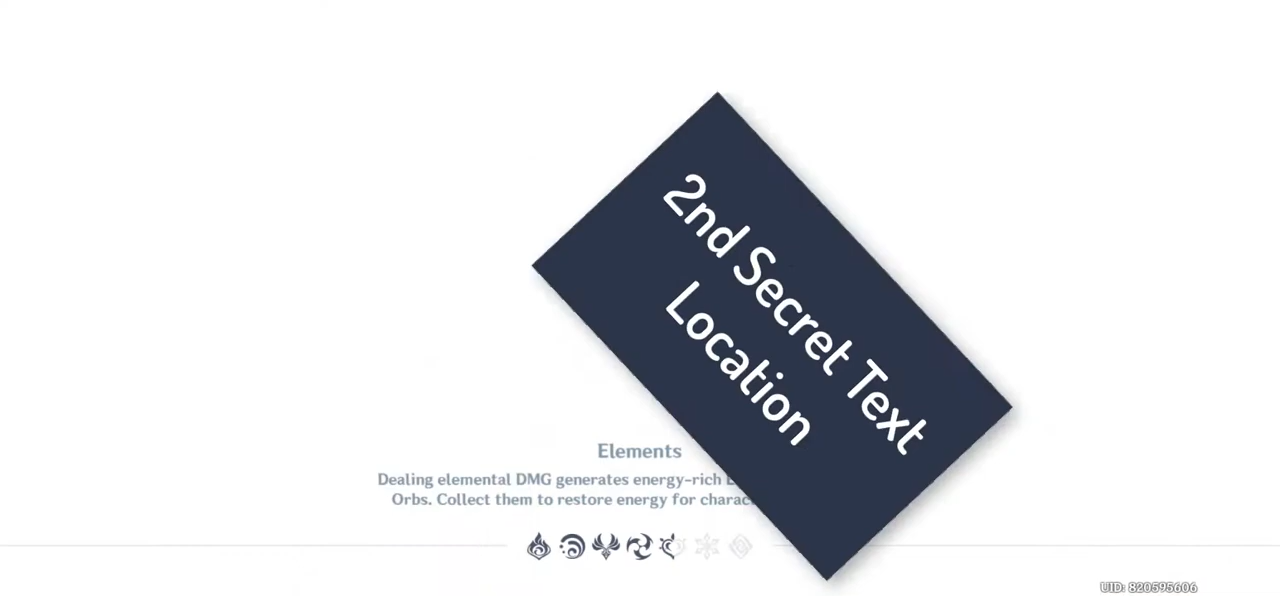 2nd Secret Text
Location
Elements
Dealing elemental DMG generates energy-rich
Orbs. Collect them to restore energy for
UID: 820595606